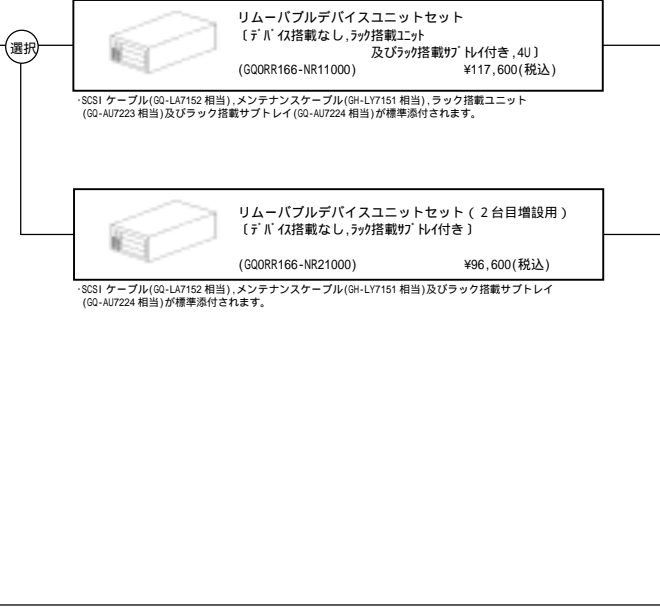 リムーバブルデバイスユニットセット
〔デバイス搭載なし,ラック搭載ユニット
及びラック搭載サブトレイ付き,4U〕
選択
(GQ0RR166-NR11000) ¥117,600(税込)
･SCSI ケーブル(GQ-LA7152 相当),メンテナンスケーブル(GH-LY7151 相当),ラック搭載ユニット
(GQ-AU7223 相当)及びラック搭載サブトレイ(GQ-AU7224 相当)が標準添付されます。
リムーバブルデバイスユニットセット(２台目増設用)
〔デバイス搭載なし,ラック搭載サブトレイ付き〕
(GQ0RR166-NR21000) ¥96,600(税込)
･SCSI ケーブル(GQ-LA7152 相当),メンテナンスケーブル(GH-LY7151 相当)及びラック搭載サブトレイ
(GQ-AU7224 相当)が標準添付されます。